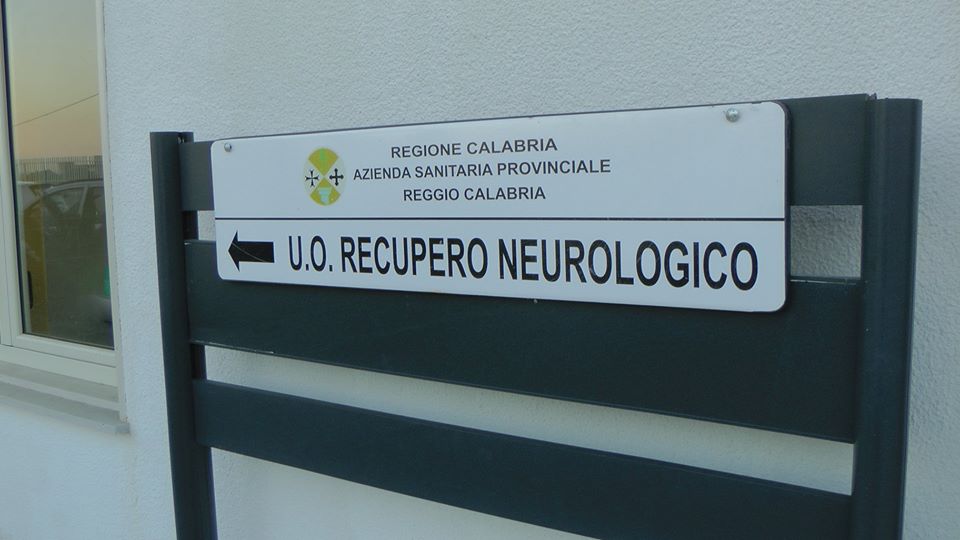 REGIONE CALABRIA
AZIENDA SANITARIA PROVINCIALE
REGGIO CALABRIA
U.O. RECUPERO NEUROLOGICO